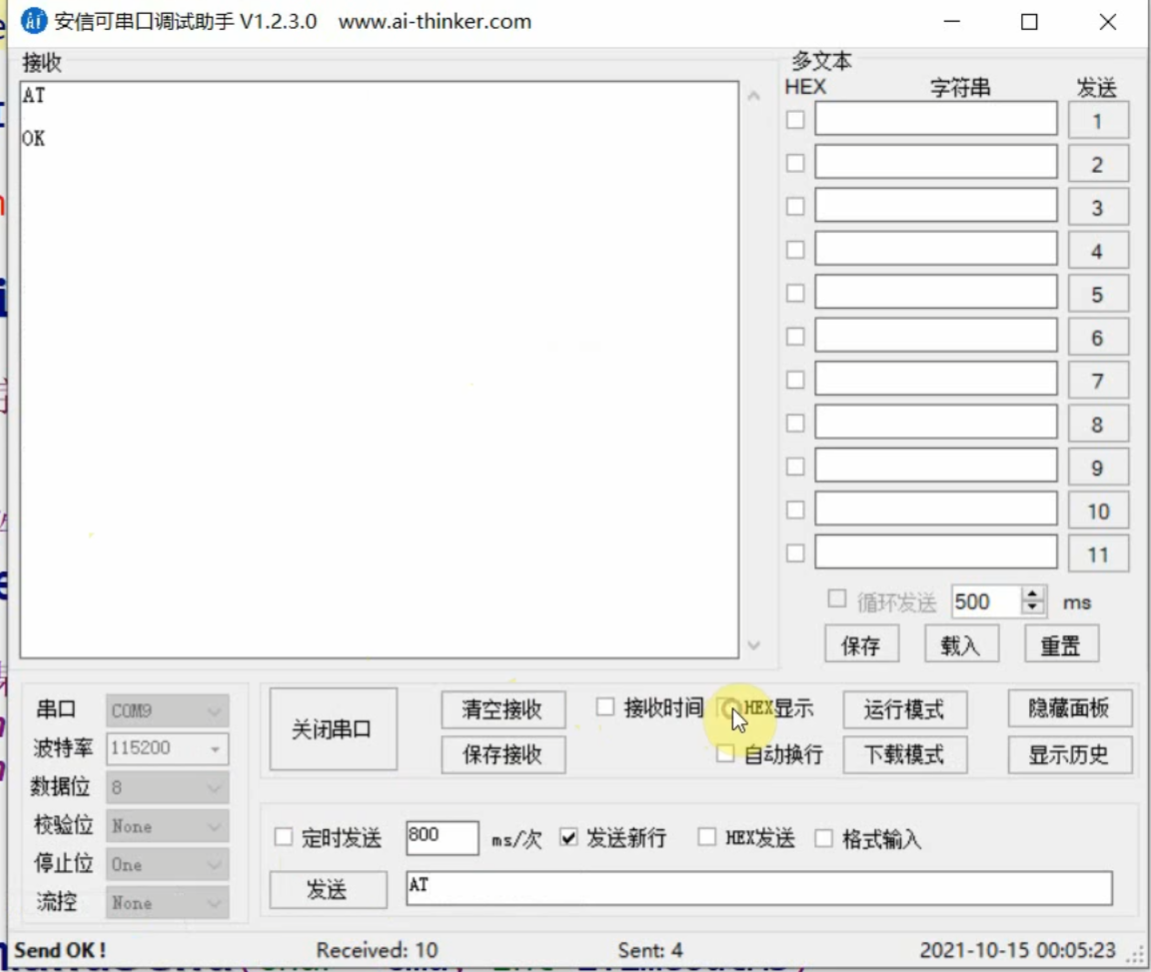 安信可串口调试助手 V1.2.3.0 www.ai-thinker.com
接收
AT
OK
多文本
HEX 字符串 发送
1
2
3
4
5
6
7
8
9
10
11
循环发送 500 ms
保存 载入 重置
串口 COM9
波特率 115200
数据位 8
校验位 None
停止位 One
流控 None
关闭串口
清空接收 接收时间 HEX显示 运行模式 隐藏面板
保存接收 自动换行 下载模式 显示历史
定时发送 800 ms/次 发送新行 HEX发送 格式输入
发送 AT
Send OK ! Received: 10 Sent: 4 2021-10-15 00:05:23